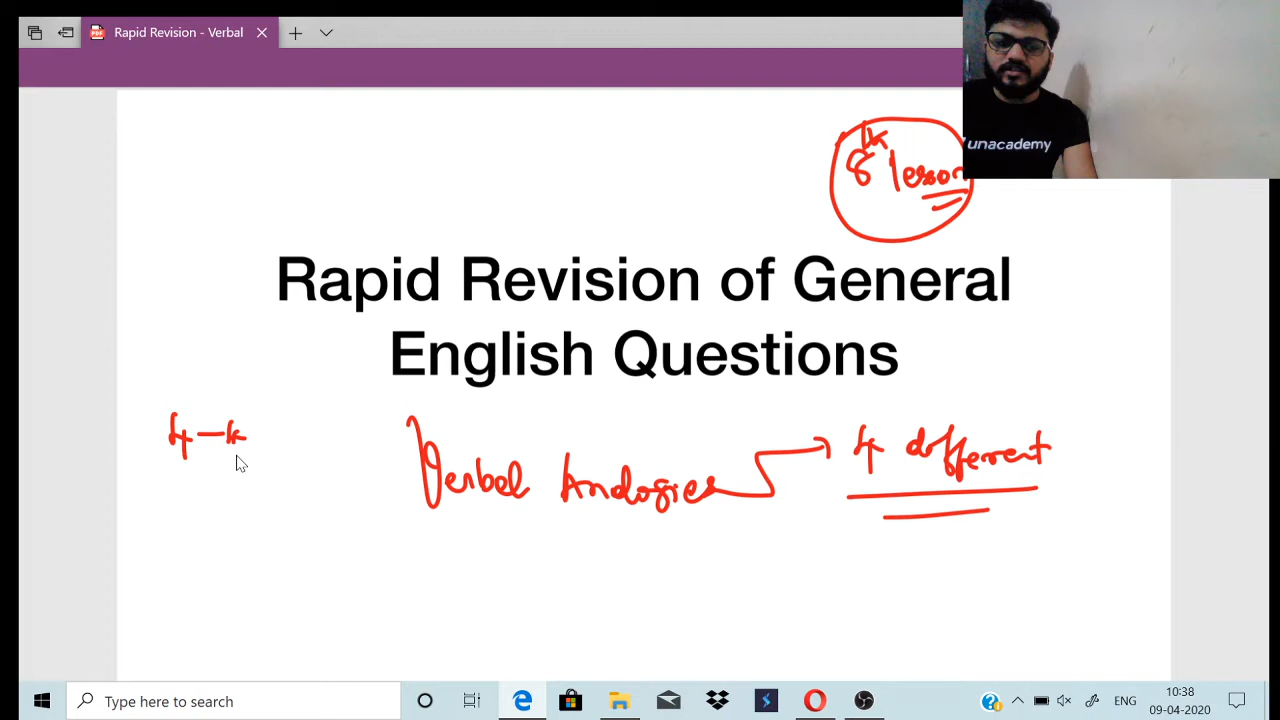 Rapid Revision - Verbal
unacademy
8th lesson
Rapid Revision of General
English Questions
Verbal Analogies
4 different
Type here to search
ENG
10:38
09-04-2020